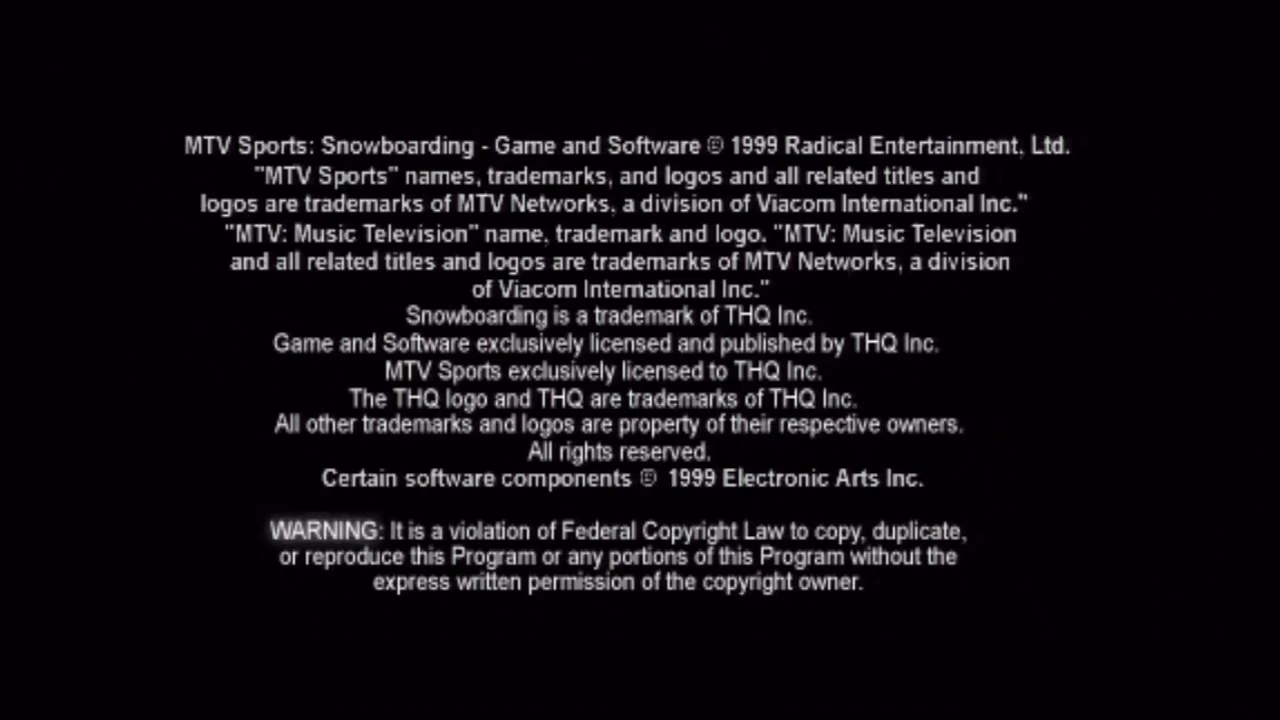 MTV Sports: Snowboarding - Game and Software © 1999 Radical Entertainment, Ltd.
"MTV Sports" names, trademarks, and logos and all related titles and
logos are trademarks of MTV Networks, a division of Viacom International Inc."
"MTV: Music Television" name, trademark and logo. "MTV: Music Television
and all related titles and logos are trademarks of MTV Networks, a division
of Viacom International Inc."
Snowboarding is a trademark of THQ Inc.
Game and Software exclusively licensed and published by THQ Inc.
MTV Sports exclusively licensed to THQ Inc.
The THQ logo and THQ are trademarks of THQ Inc.
All other trademarks and logos are property of their respective owners.
All rights reserved.
Certain software components © 1999 Electronic Arts Inc.
WARNING: It is a violation of Federal Copyright Law to copy, duplicate,
or reproduce this Program or any portions of this Program without the
express written permission of the copyright owner.